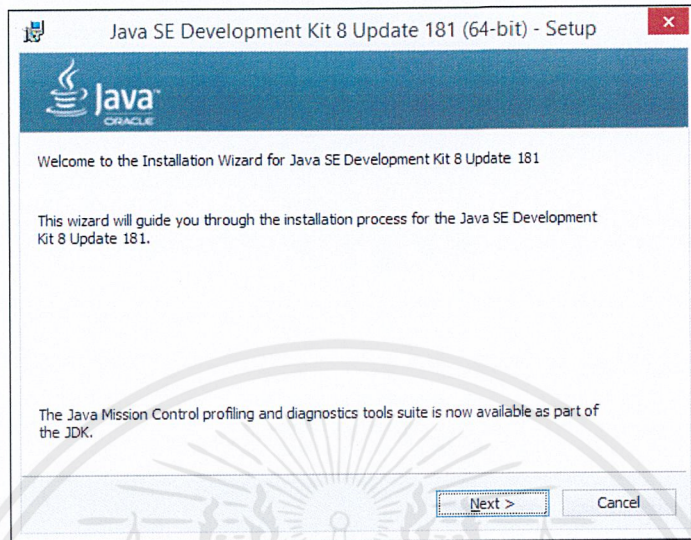 Java SE Development Kit 8 Update 181 (64-bit) - Setup
Java™
ORACLE
Welcome to the Installation Wizard for Java SE Development Kit 8 Update 181
This wizard will guide you through the installation process for the Java SE Development
Kit 8 Update 181.
The Java Mission Control profiling and diagnostics tools suite is now available as part of
the JDK.
Next >
Cancel